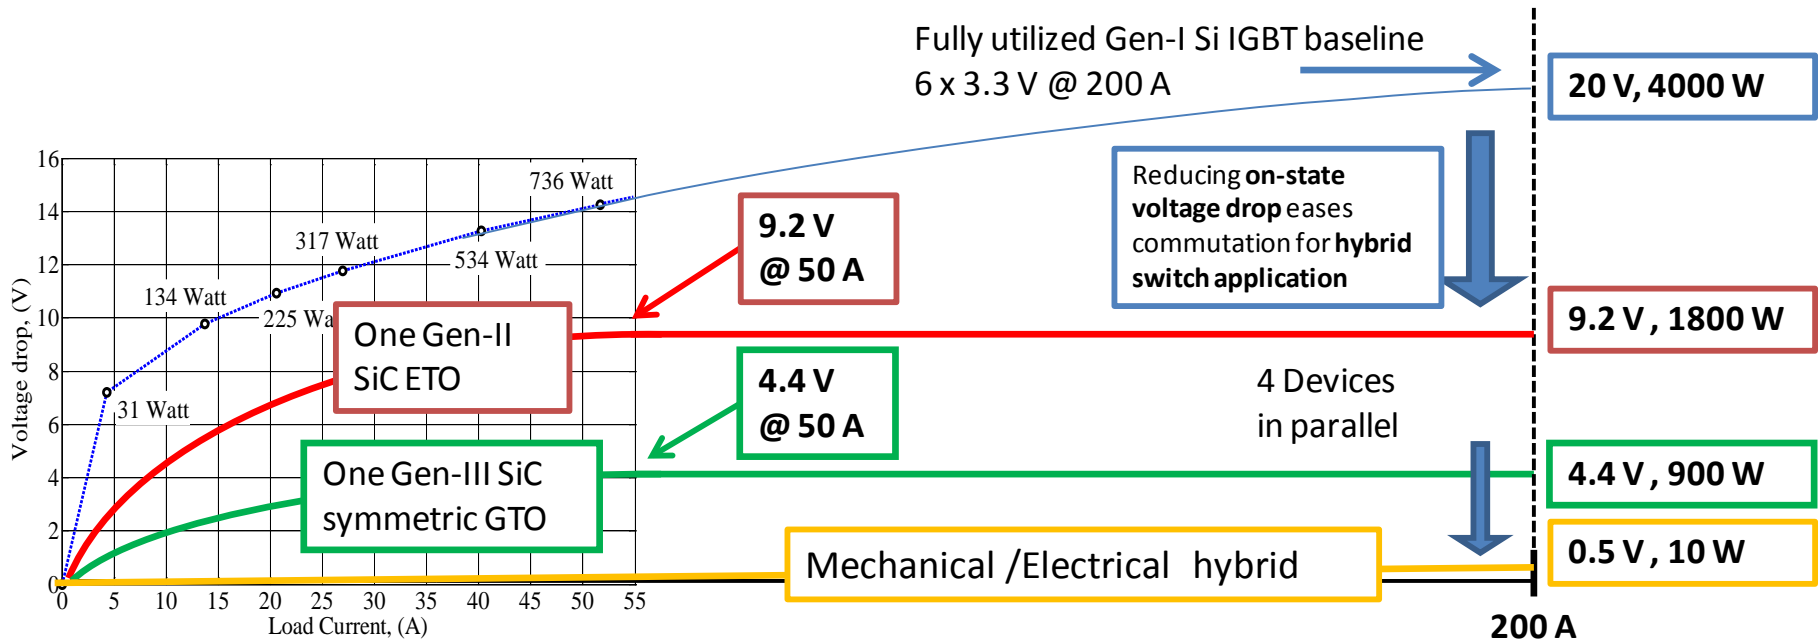 Fully utilized Gen-I Si IGBT baseline
6 x 3.3 V @ 200 A
20 V, 4000 W
Reducing on-state
voltage drop eases
commutation for hybrid
switch application
9.2 V
@ 50 A
9.2 V , 1800 W
4.4 V
@ 50 A
4 Devices
in parallel
4.4 V , 900 W
0.5 V , 10 W
Mechanical /Electrical hybrid
200 A
One Gen-II
SiC ETO
One Gen-III SiC
symmetric GTO
736 Watt
317 Watt
534 Watt
134 Watt
225 Wa
31 Watt
Voltage drop, (V)
16
14
12
10
8
6
4
2
0
0 5 10 15 20 25 30 35 40 45 50 55
Load Current, (A)